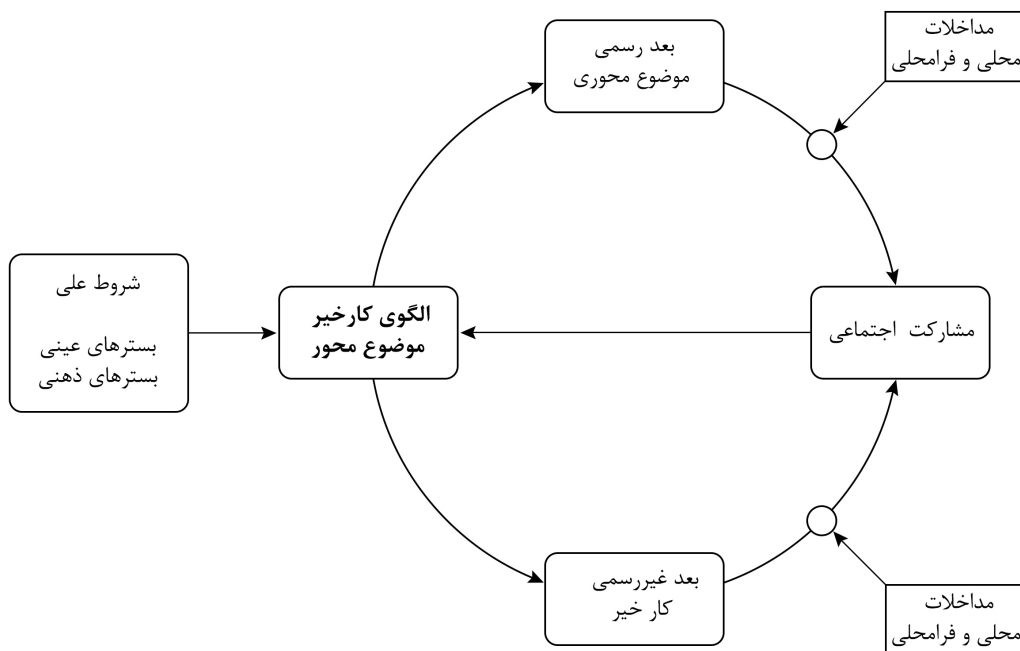 مداخلات
محلی و فرامحلی
بعد رسمی
موضوع محوری
شروط علی
بسترهای عینی
بسترهای ذهنی
الگوی کارخیر
موضوع محور
مشارکت اجتماعی
بعد غیررسمی
کار خیر
مداخلات
محلی و فرامحلی